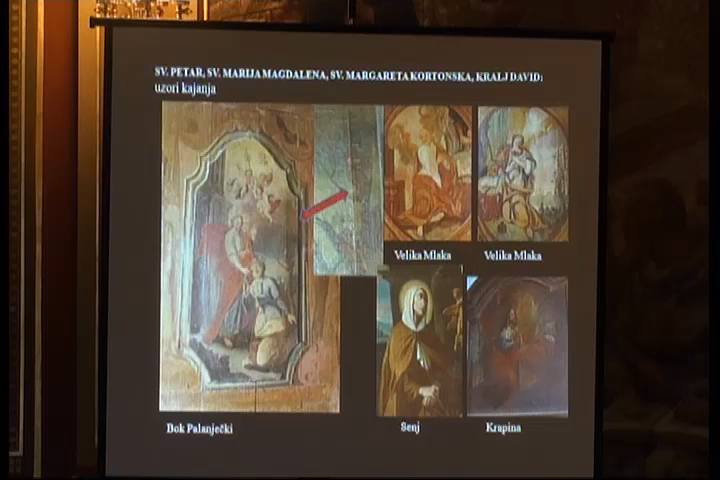 SV. PETAR, SV. MARIJA MAGDALENA, SV. MARGARETA KORTONSKA, KRALJ DAVID:
uzori kajanja
Velika Mlaka
Velika Mlaka
Bok Palanječki
Senj
Krapina